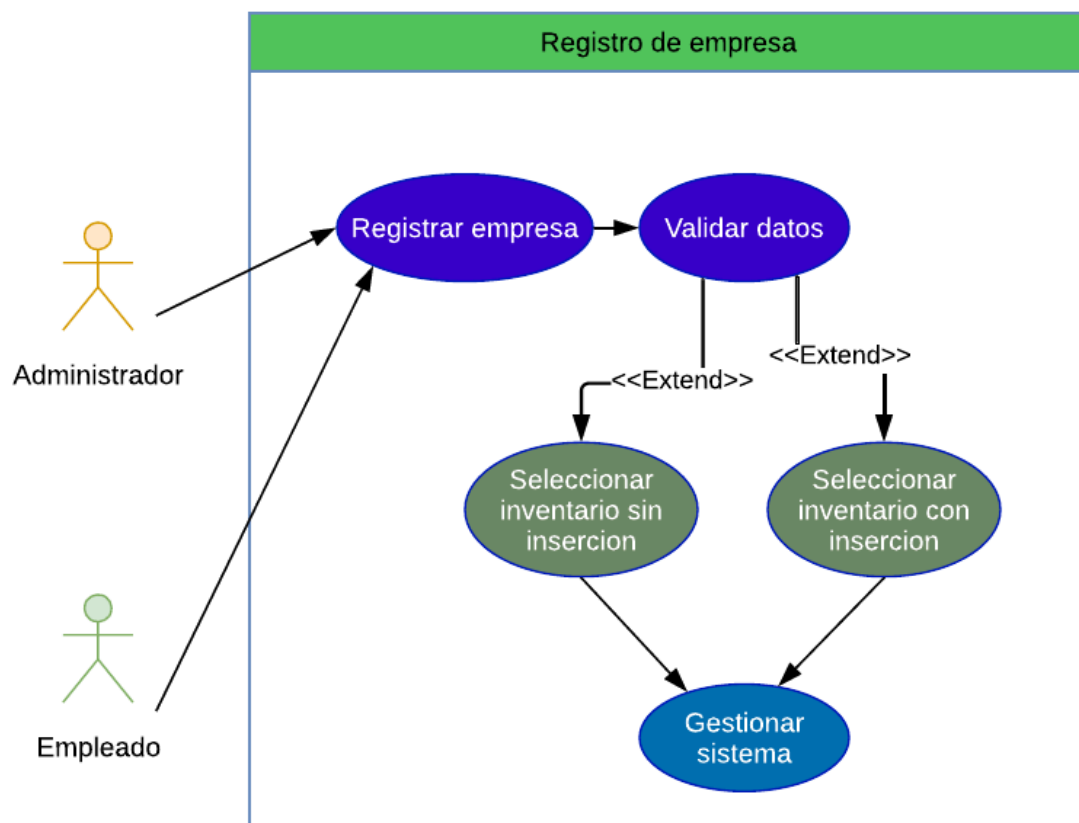 Registro de empresa
Registrar empresa
Validar datos
Administrador
<<Extend>>
<<Extend>>
Seleccionar
inventario sin
insercion
Seleccionar
inventario con
insercion
Empleado
Gestionar
sistema